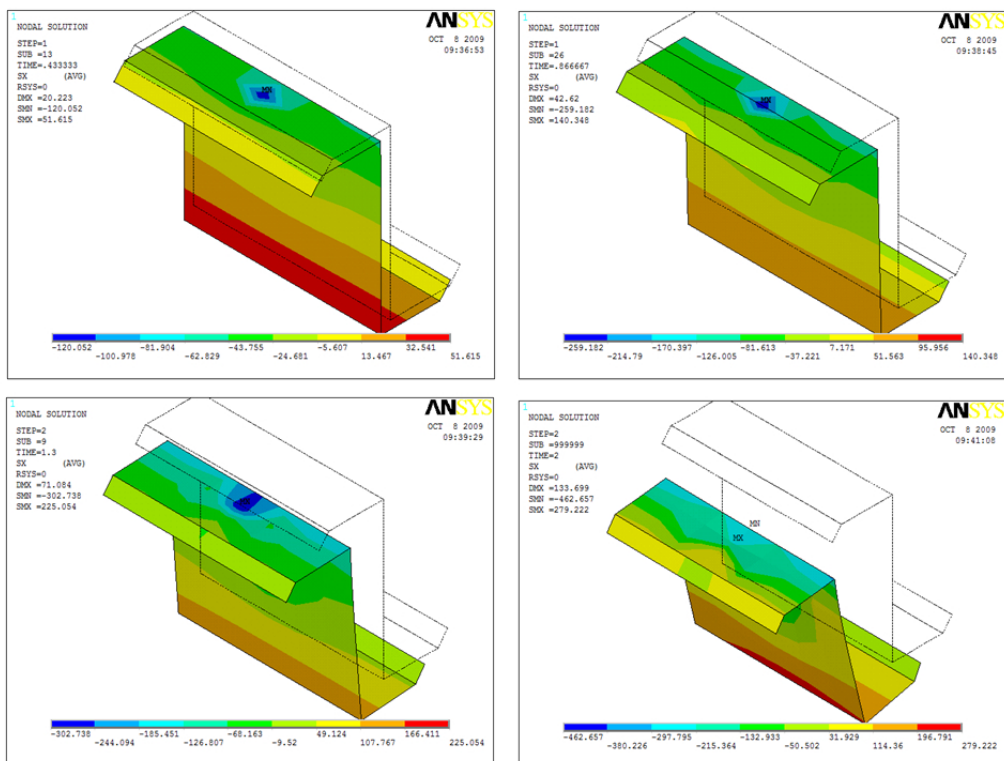 1
NODAL SOLUTION
STEP=1
SUB =13
TIME=.433333
SX (AVG)
RSYS=0
DMX =20.223
SMN =-120.052
SMX =51.615
ANSYS
OCT 8 2009
09:36:53
MX
-120.052 -81.904 -43.755 -5.607 32.541
-100.978 -62.829 -24.681 13.467 51.615
1
NODAL SOLUTION
STEP=1
SUB =26
TIME=.866667
SX (AVG)
RSYS=0
DMX =42.62
SMN =-259.182
SMX =140.348
ANSYS
OCT 8 2009
09:38:45
MX
-259.182 -170.397 -81.613 7.171 95.956
-214.79 -126.005 -37.221 51.563 140.348
1
NODAL SOLUTION
STEP=2
SUB =9
TIME=1.3
SX (AVG)
RSYS=0
DMX =71.084
SMN =-302.738
SMX =225.054
ANSYS
OCT 8 2009
09:39:29
-302.738 -185.451 -68.163 49.124 166.411
-244.094 -126.807 -9.52 107.767 225.054
1
NODAL SOLUTION
STEP=2
SUB =999999
TIME=2
SX (AVG)
RSYS=0
DMX =133.699
SMN =-462.657
SMX =279.222
ANSYS
OCT 8 2009
09:41:08
MN
MX
-462.657 -297.795 -132.933 31.929 196.791
-380.226 -215.364 -50.502 114.36 279.222